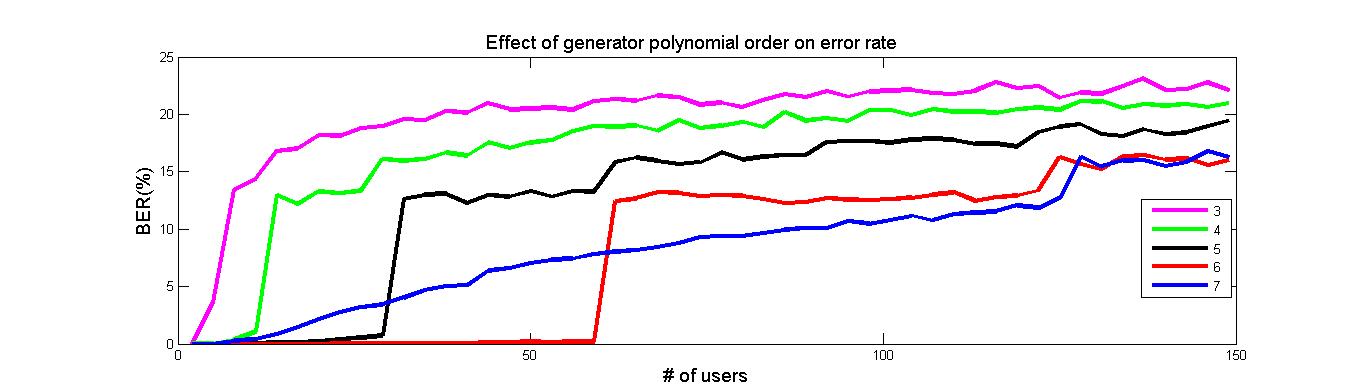 Effect of generator polynomial order on error rate
25
20
15
10
5
0
BER(%)
3
4
5
6
7
0 50 100 150
# of users